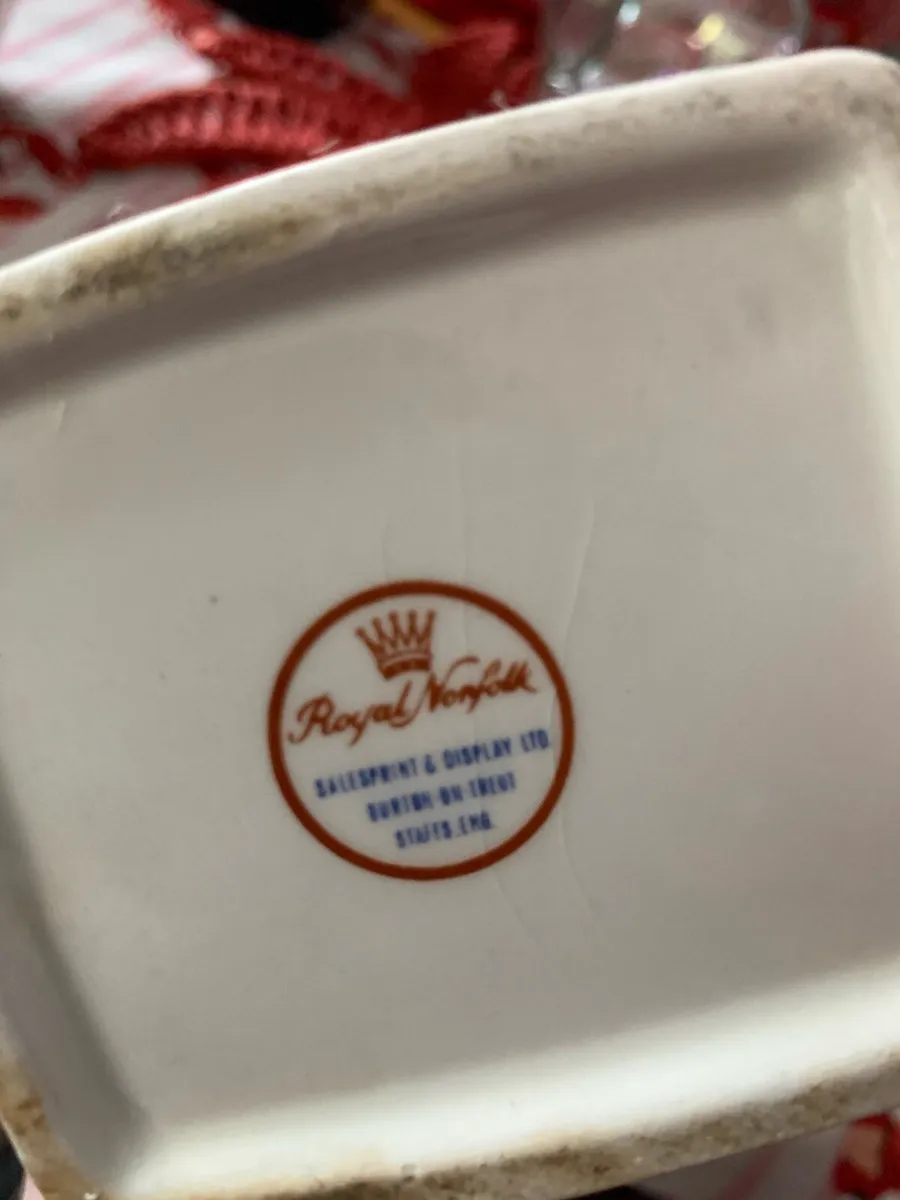 Royal Norfolk
SALESPRINT & DISPLAY LTD.
BURTON-ON-TRENT
STAFFS. ENG.